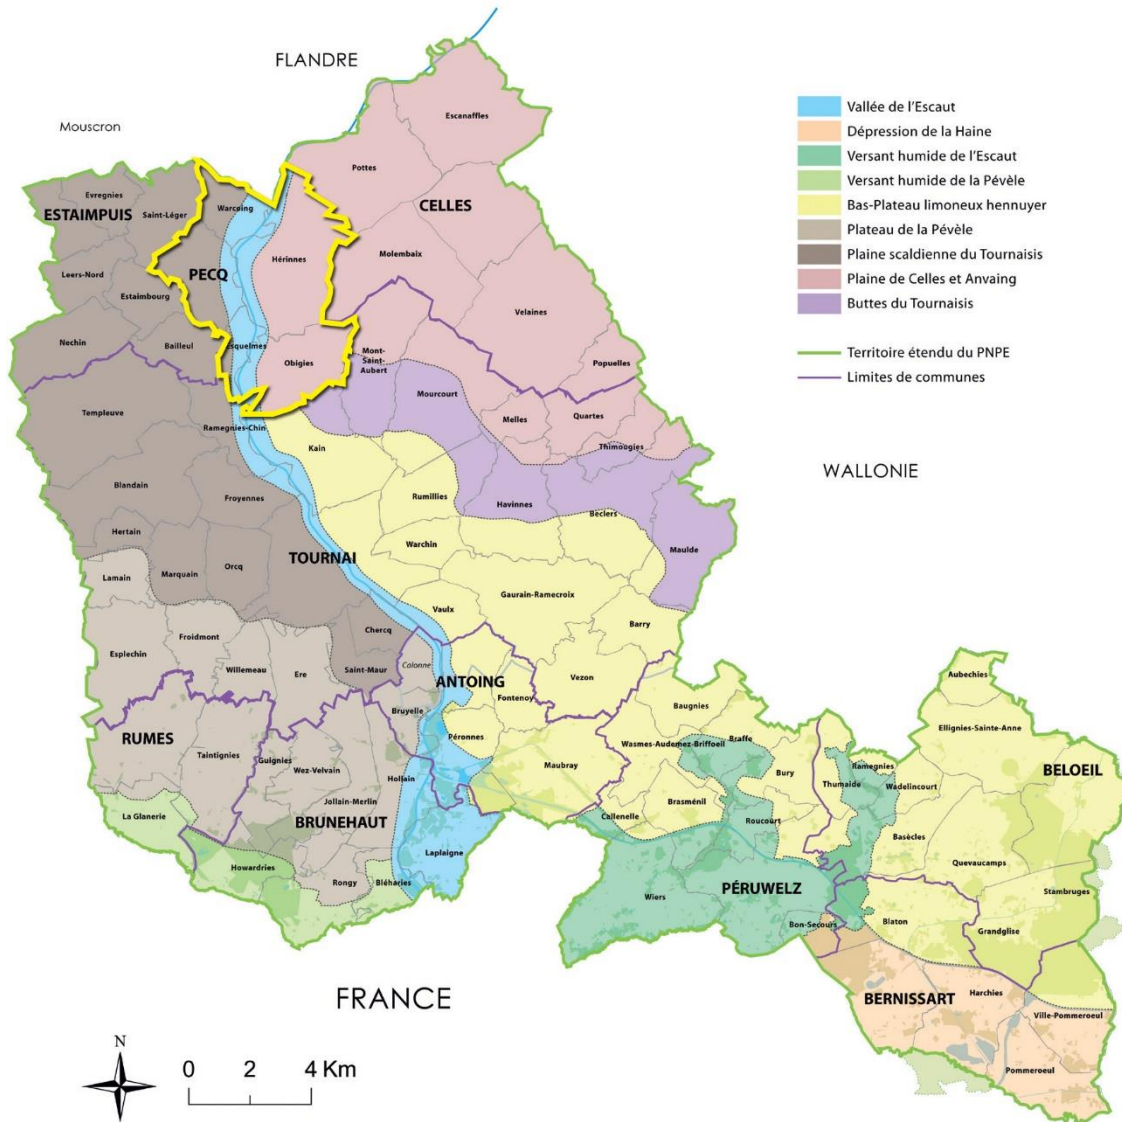 FLANDRE
Mouscron
Vallée de l'Escaut
Dépression de la Haine
Versant humide de l'Escaut
Versant humide de la Pévèle
Bas-Plateau limoneux hennuyer
Plateau de la Pévèle
Plaine scaldienne du Tournaisis
Plaine de Celles et Anvaing
Buttes du Tournaisis
Territoire étendu du PNPE
Limites de communes
WALLONIE
Escanaffles
Pottes
CELLES
Evregnies
ESTAIMPUIS
Saint-Léger
Warcoing
Hérinnes
Molembaix
Leers-Nord
PECQ
Estaimbourg
Velaines
Nechin
Bailleul
Esquelmes
Obigies
Mont-
Saint-
Aubert
Popuelles
Mourcourt
Templeuve
Ramegnies-Chin
Melles
Quartes
Kain
Thimougies
Blandain
Froyennes
Rumillies
Havinnes
Béclers
Hertain
Warchin
Maulde
Lamain
Marquain
Orcq
TOURNAI
Gaurain-Ramecroix
Vaulx
Barry
Froidmont
Chercq
Esplechin
Willemeau
Ere
Saint-Maur
Calonne
ANTOING
Vezon
Fontenoy
Aubechies
Bruyelle
Baugnies
RUMES
Péronnes
Wasmes-Audemez-Briffoeil
Braffe
Ellignies-Sainte-Anne
Taintignies
Guignies
Wez-Velvain
Hollain
Maubray
Bury
Ramegnies
Thumaide
Wadelincourt
BELOEIL
Jollain-Merlin
Brasménil
La Glanerie
BRUNEHAUT
Callenelle
Roucourt
Basècles
Laplaigne
Howardries
Quevaucamps
Rongy
Bléharies
Wiers
PÉRUWELZ
Stambruges
Bon-Secours
Blaton
Grandglise
FRANCE
BERNISSART
Harchies
Ville-Pommeroeul
Pommeroeul
N
0 2 4 Km